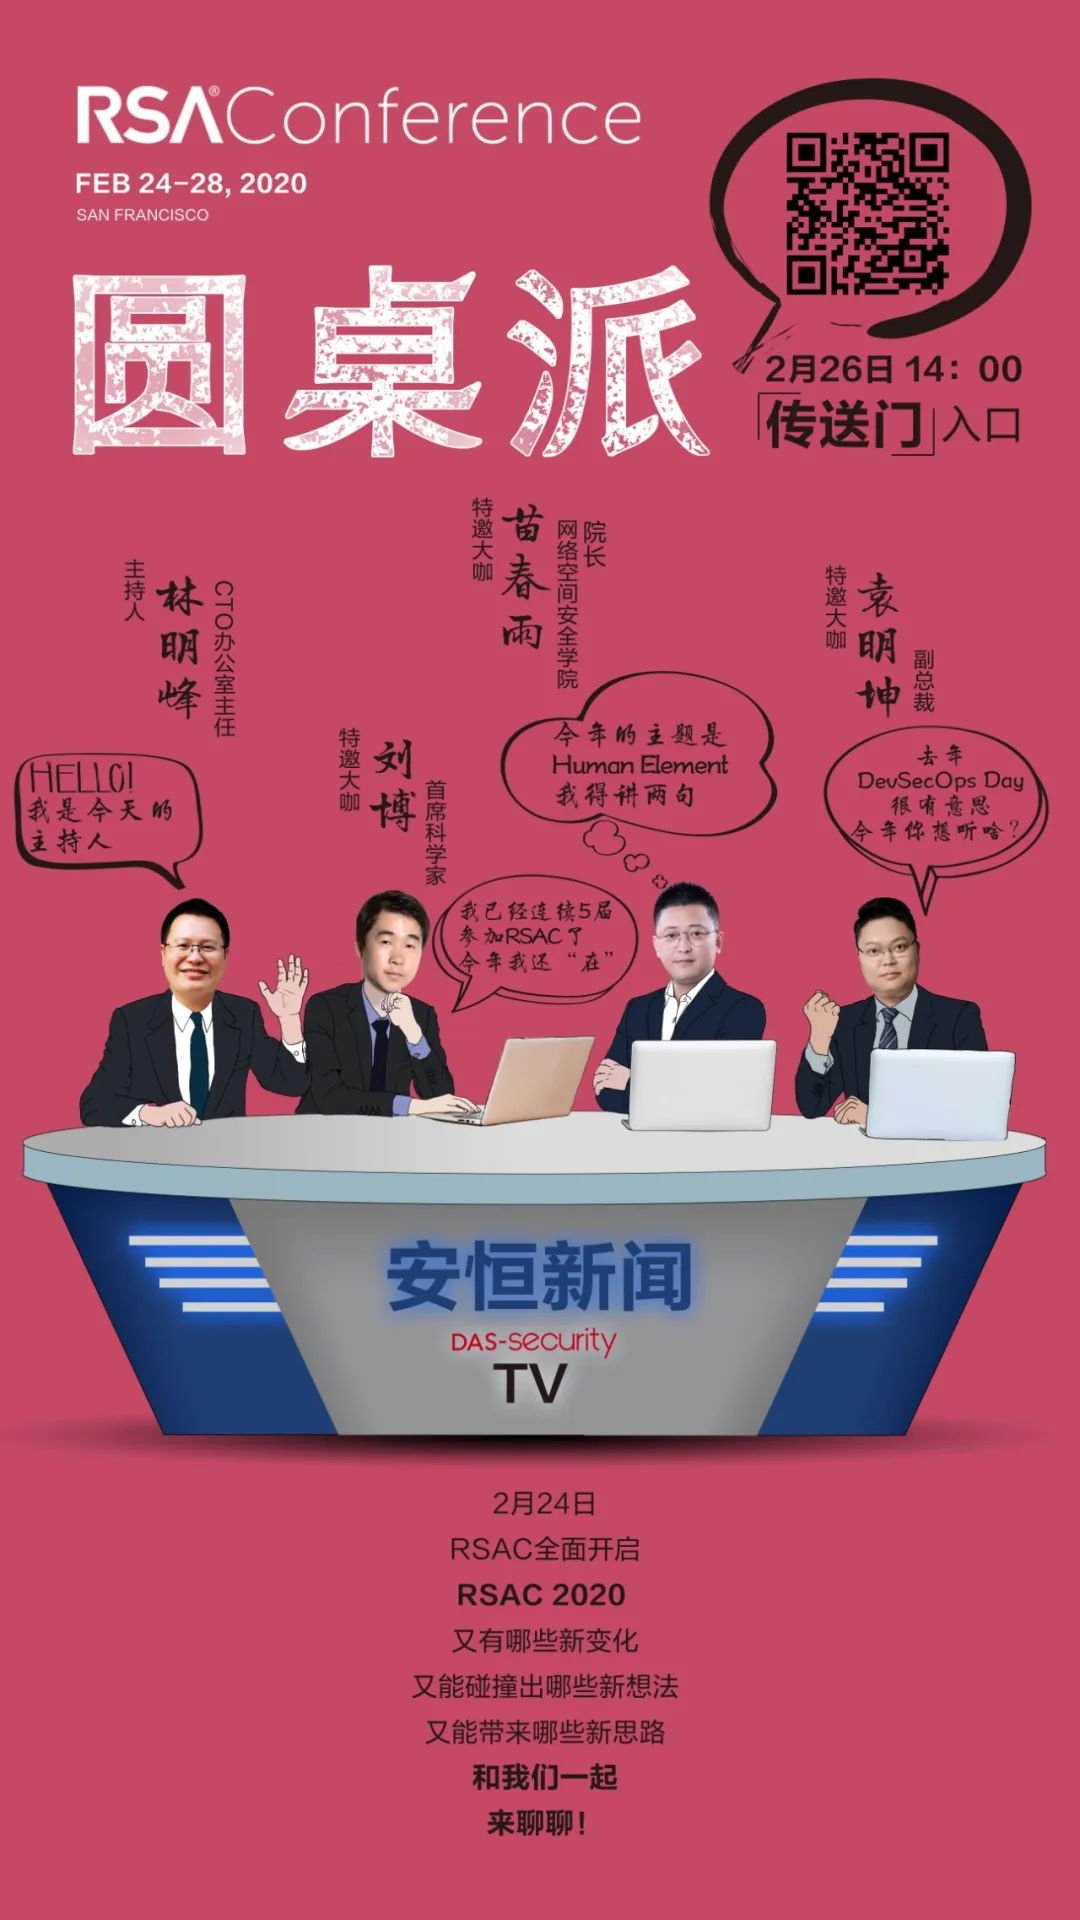 RSA®Conference
FEB 24-28, 2020
SAN FRANCISCO
圆桌派
2月26日 14：00
「传送门」入口
主持人
林明峰
CTO办公室主任
特邀大咖
刘博
首席科学家
特邀大咖
苗春雨
网络空间安全学院
院长
特邀大咖
袁明坤
副总裁
HELLO!
我是今天的
主持人
我已经连续5届
参加RSAC了
今年我还“在”
今年的主题是
Human Element
我得讲两句
去年
DevSecOps Day
很有意思
今年你想听啥?
安恒新闻
DAS-security
TV
2月24日
RSAC全面开启
RSAC 2020
又有哪些新变化
又能碰撞出哪些新想法
又能带来哪些新思路
和我们一起
来聊聊！